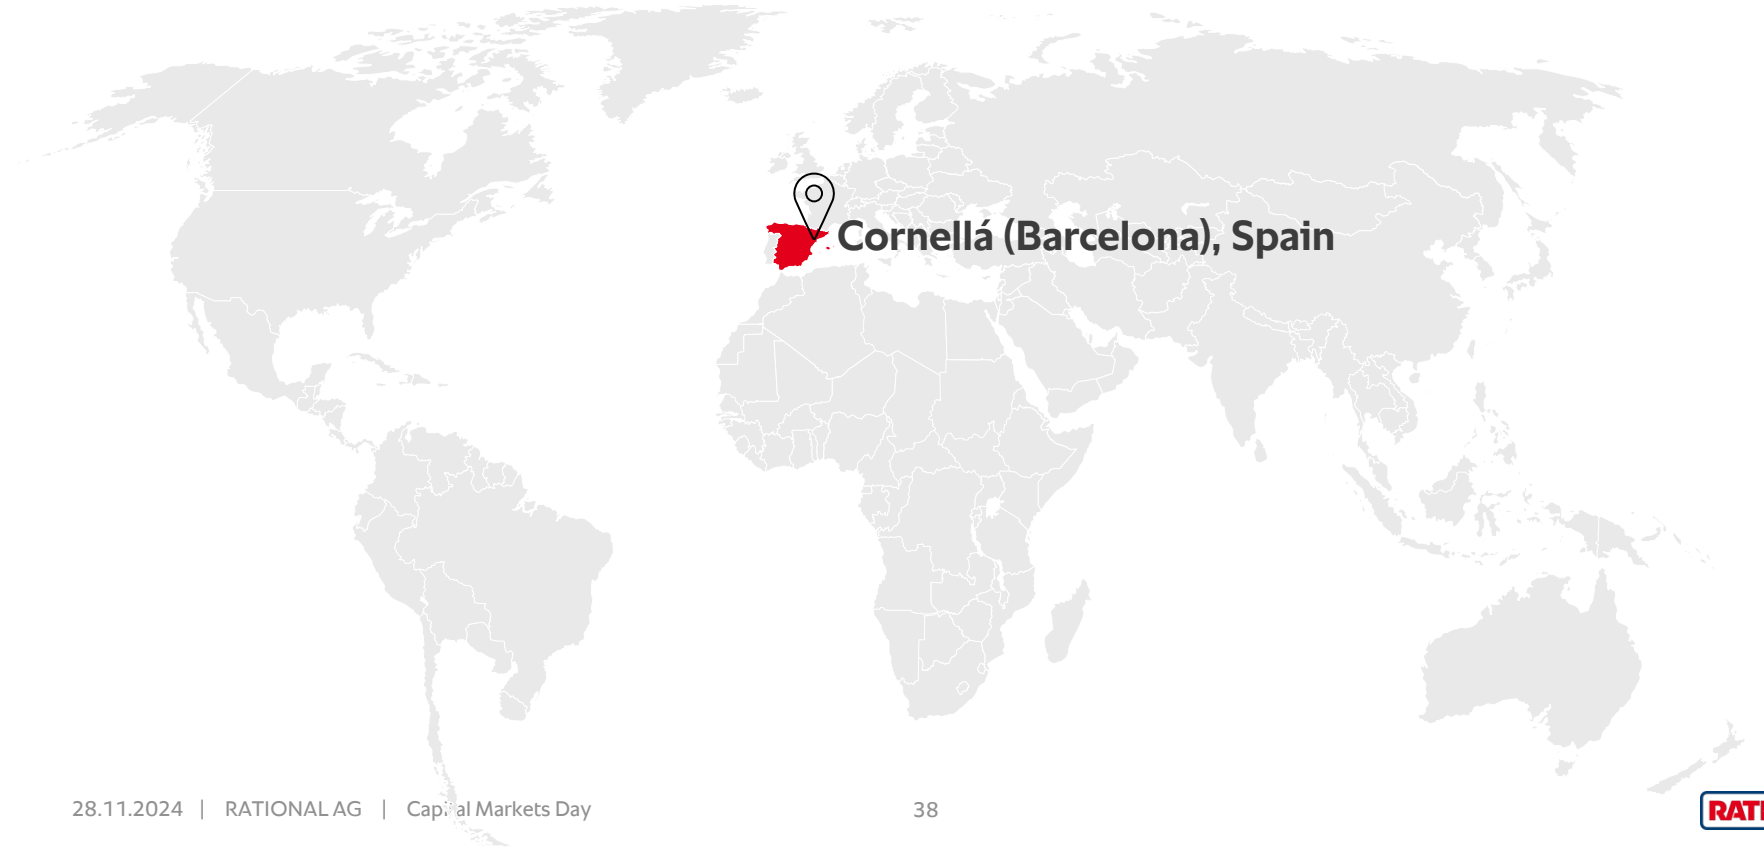 Cornellá (Barcelona), Spain
28.11.2024 | RATIONAL AG | Capital Markets Day 38